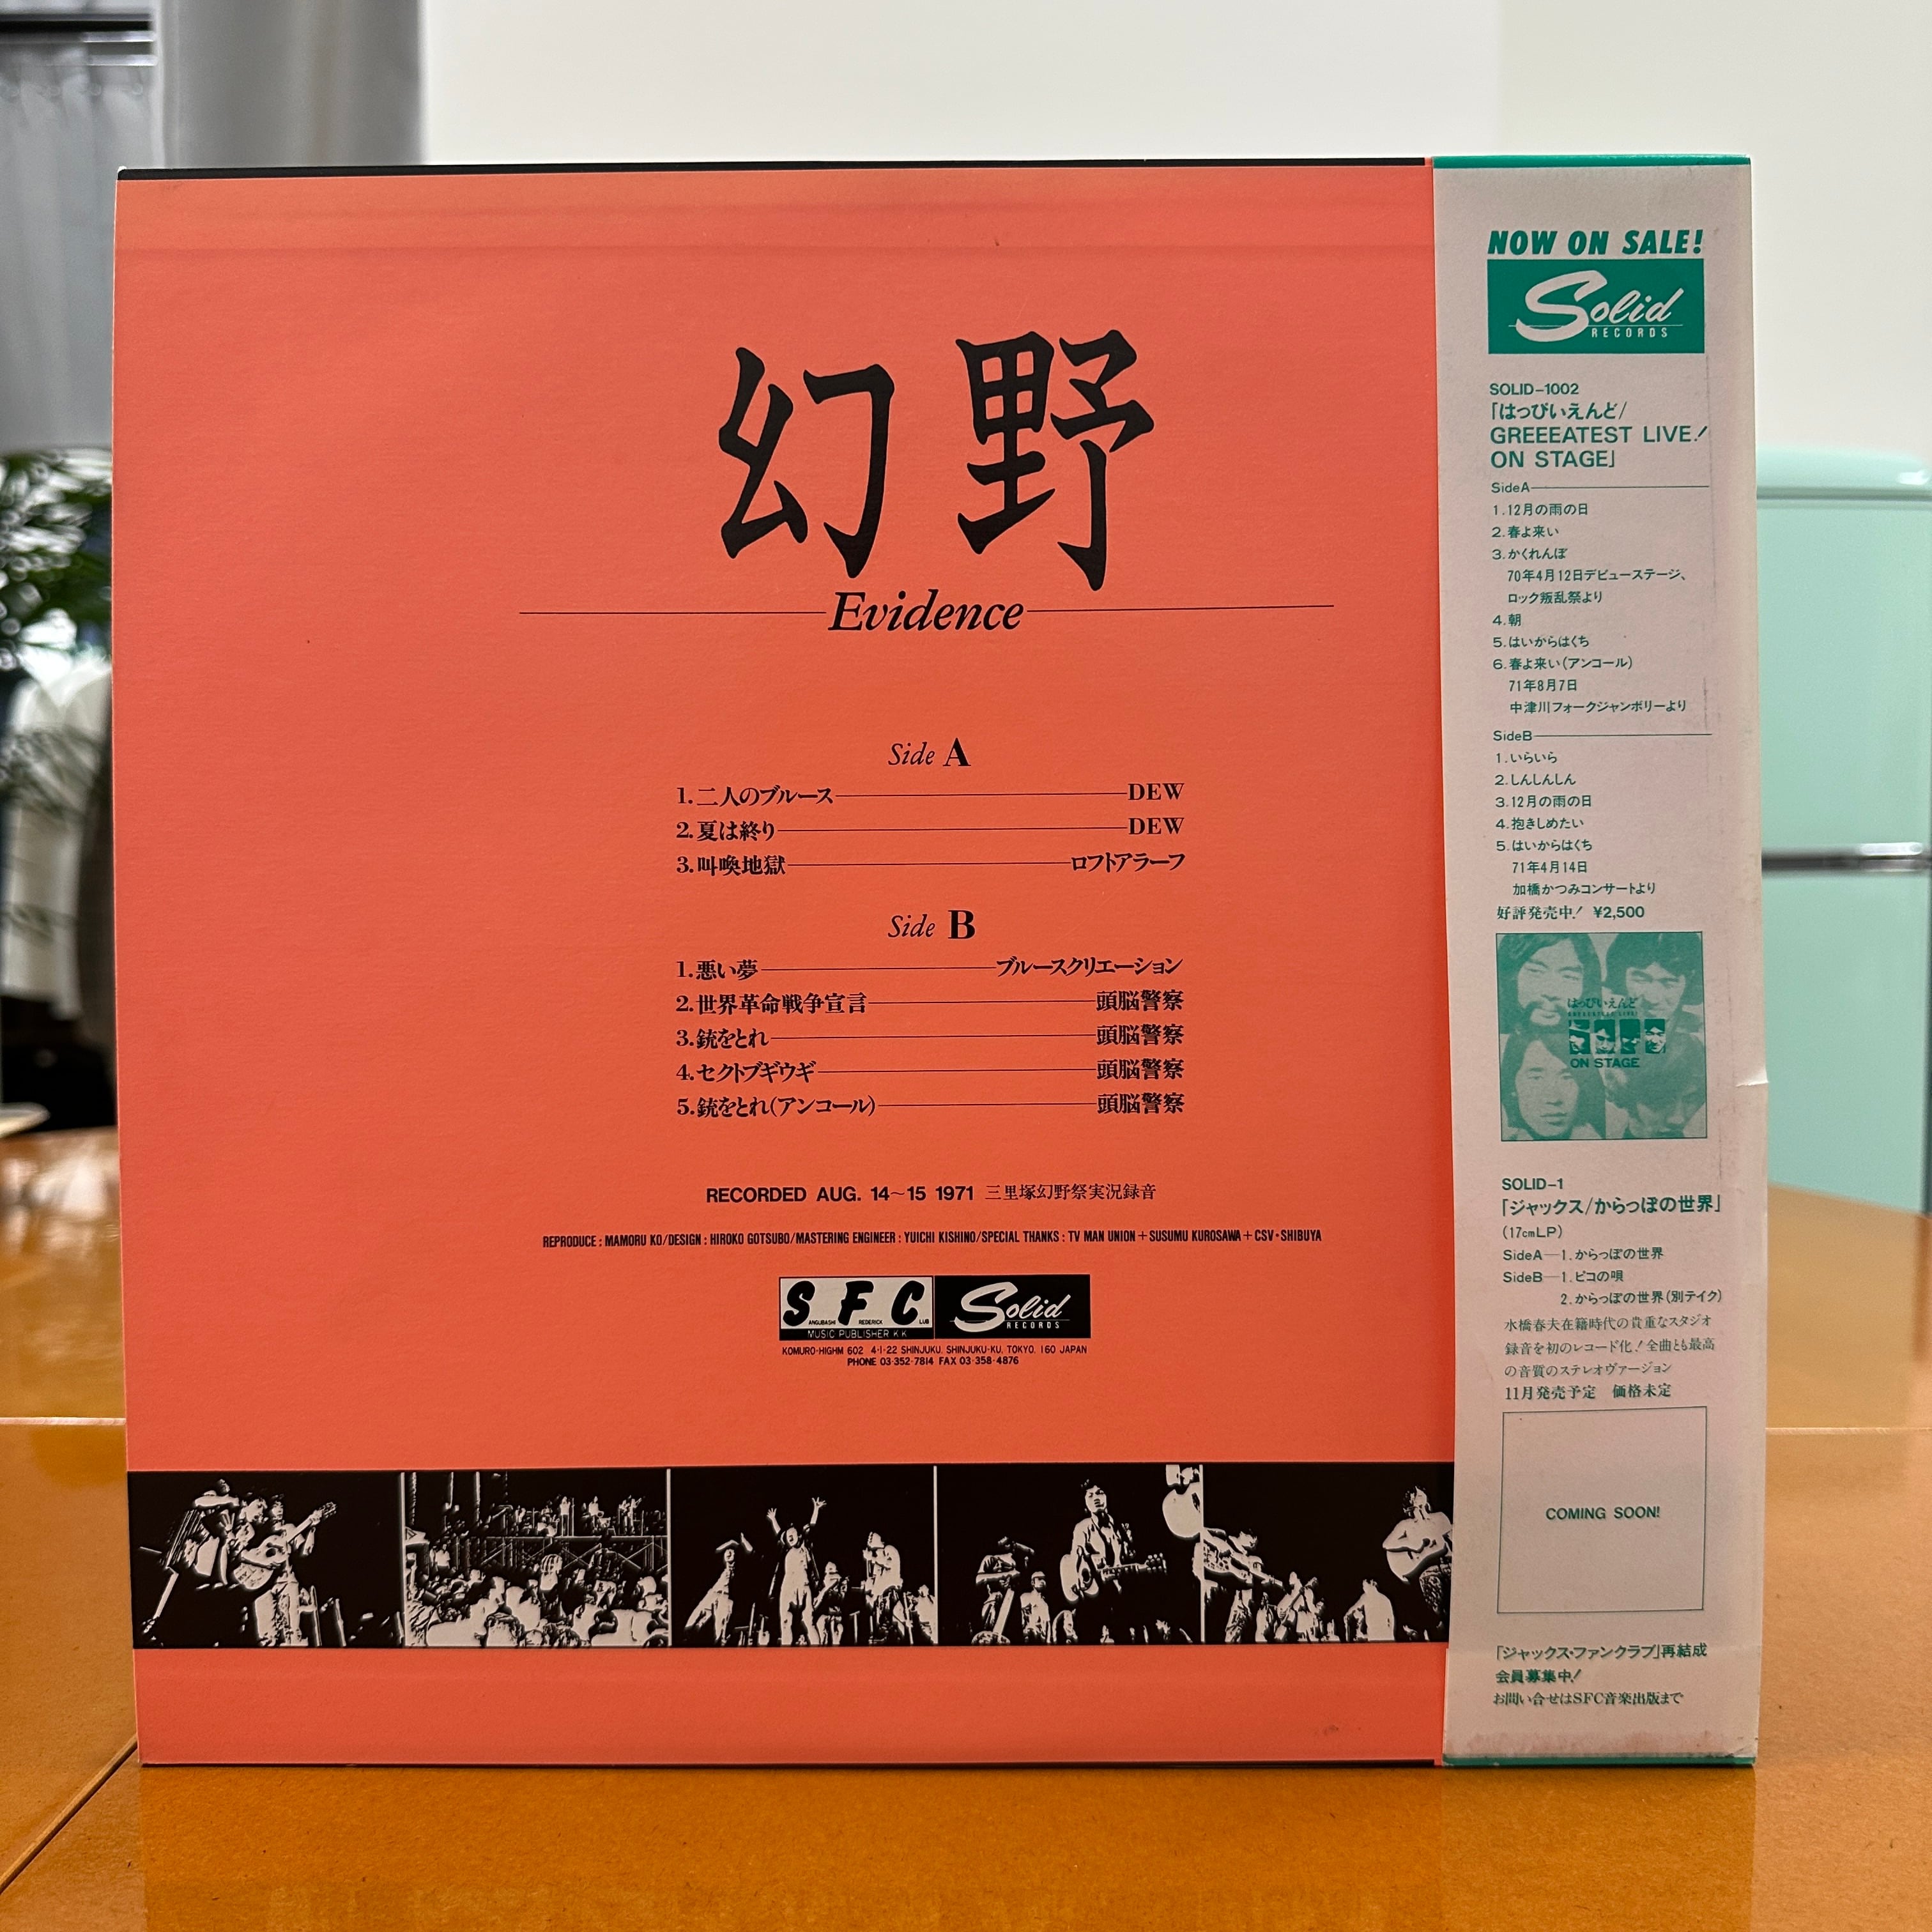 幻野
Evidence
Side A
1.二人のブルース DEW
2.夏は終り DEW
3.叫喚地獄 ロフトアラーフ
Side B
1.悪い夢 ブルースクリエーション
2.世界革命戦争宣言 頭脳警察
3.銃をとれ 頭脳警察
4.セクトブギウギ 頭脳警察
5.銃をとれ(アンコール) 頭脳警察
RECORDED AUG. 14~15 1971 三里塚幻野祭実況録音
REPRODUCE : MAMORU KO/DESIGN : HIROKO GOTSUBO/MASTERING ENGINEER : YUICHI KISHINO/SPECIAL THANKS : TV MAN UNION + SUSUMU KUROSAWA + CSV・SHIBUYA
S F C
ANGUBASHI REDERICK LUB
MUSIC PUBLISHER K.K
Solid
RECORDS
KOMURO-HIGHM 602 4-1-22 SHINJUKU. SHINJUKU-KU. TOKYO. 160 JAPAN
PHONE 03-352-7814 FAX 03-358-4876
NOW ON SALE!
Solid
RECORDS
SOLID-1002
「はっぴいえんど/
GREEEATEST LIVE!
ON STAGE」
SideA
1.12月の雨の日
2.春よ来い
3.かくれんぼ
70年4月12日デビューステージ、
ロック叛乱祭より
4.朝
5.はいからはくち
6.春よ来い(アンコール)
71年8月7日
中津川フォークジャンボリーより
SideB
1.いらいら
2.しんしんしん
3.12月の雨の日
4.抱きしめたい
5.はいからはくち
71年4月14日
加橋かつみコンサートより
好評発売中! ¥2,500
はっぴいえんど
GREEEATEST LIVE!
ON STAGE
SOLID-1
「ジャックス/からっぽの世界」
(17cmLP)
SideA—1.からっぽの世界
SideB—1.ピコの唄
2.からっぽの世界(別テイク)
水橋春夫在籍時代の貴重なスタジオ
録音を初のレコード化!全曲とも最高
の音質のステレオヴァージョン
11月発売予定 価格未定
COMING SOON!
「ジャックス・ファンクラブ」再結成
会員募集中!
お問い合せはSFC音楽出版まで